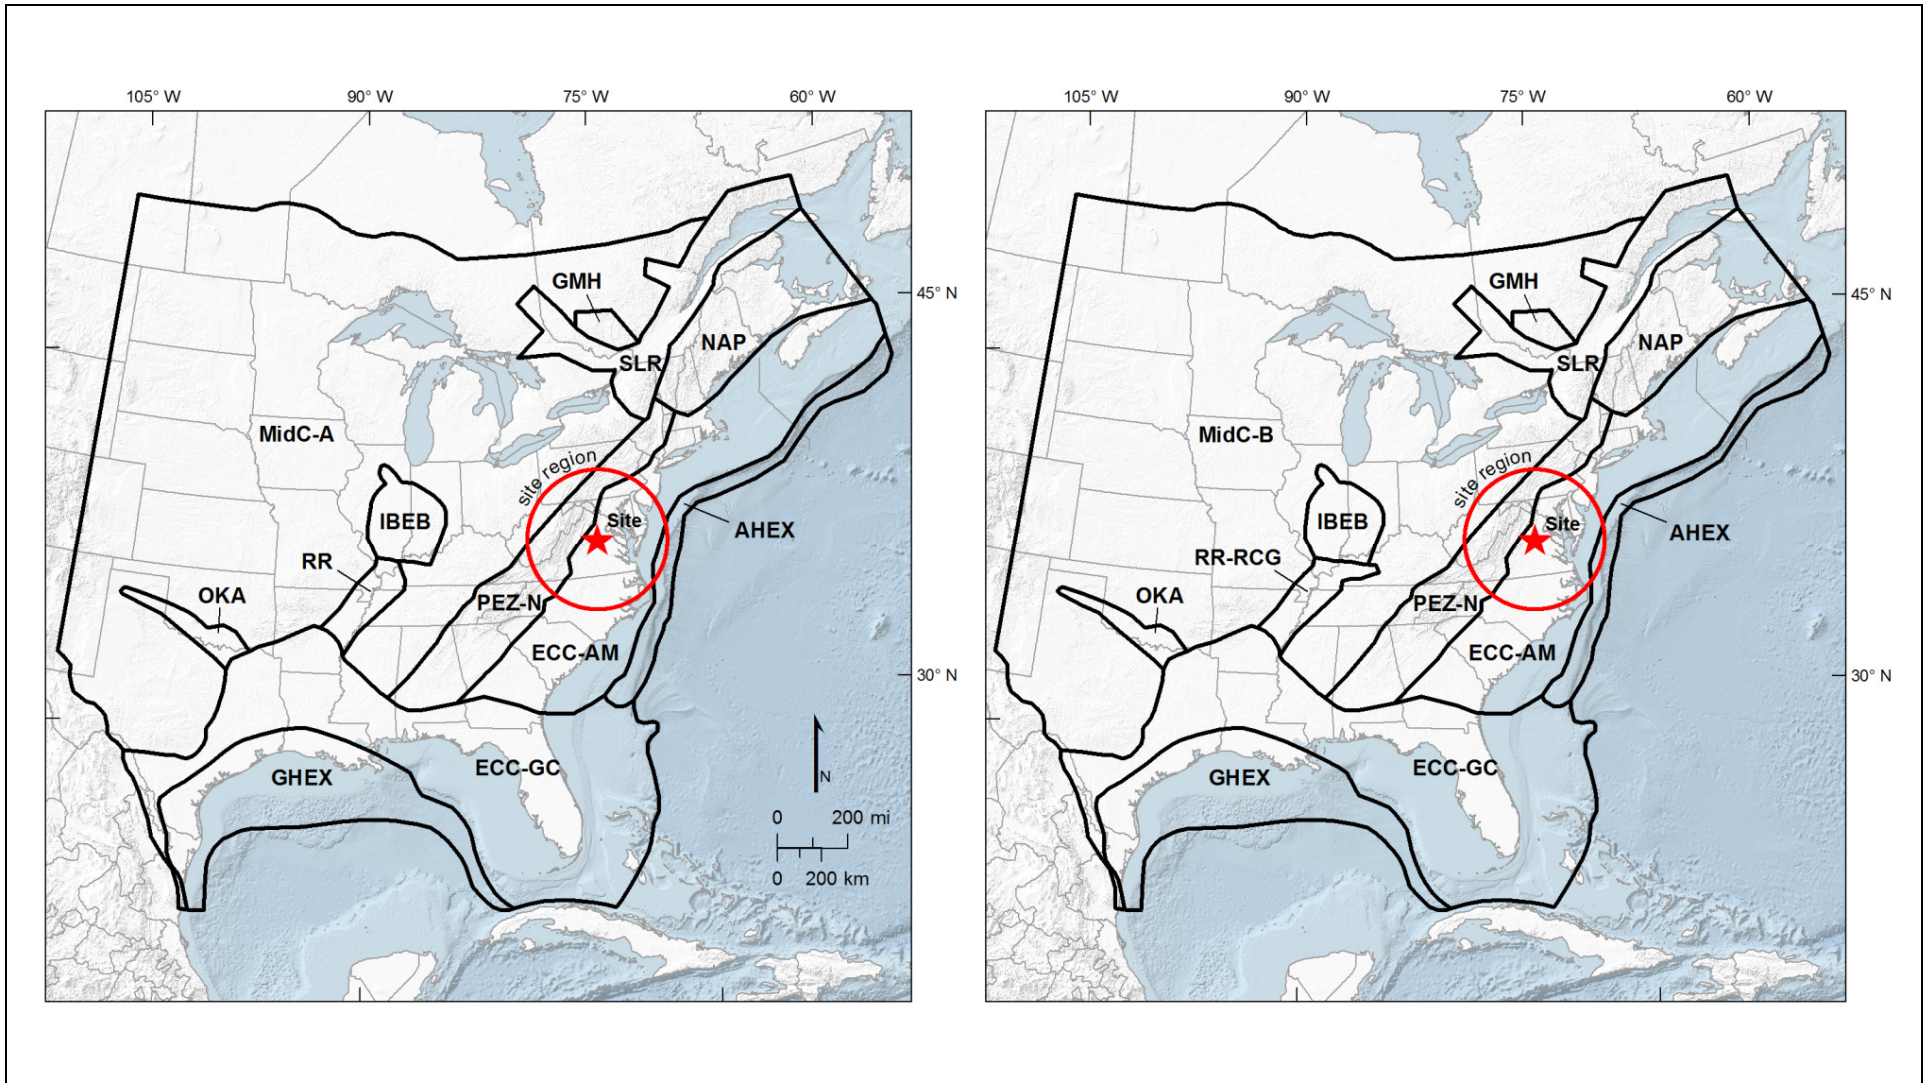 105° W 90° W 75° W 60° W
GMH
45° N
NAP
SLR
MidC-A
site region
IBEB
Site
AHEX
RR
OKA
PEZ-N
ECC-AM
30° N
ECC-GC
GHEX
N
0 200 mi
0 200 km
105° W 90° W 75° W 60° W
GMH
45° N
NAP
SLR
MidC-B
site region
IBEB
Site
AHEX
RR-RCG
OKA
PEZ-N
ECC-AM
30° N
ECC-GC
GHEX